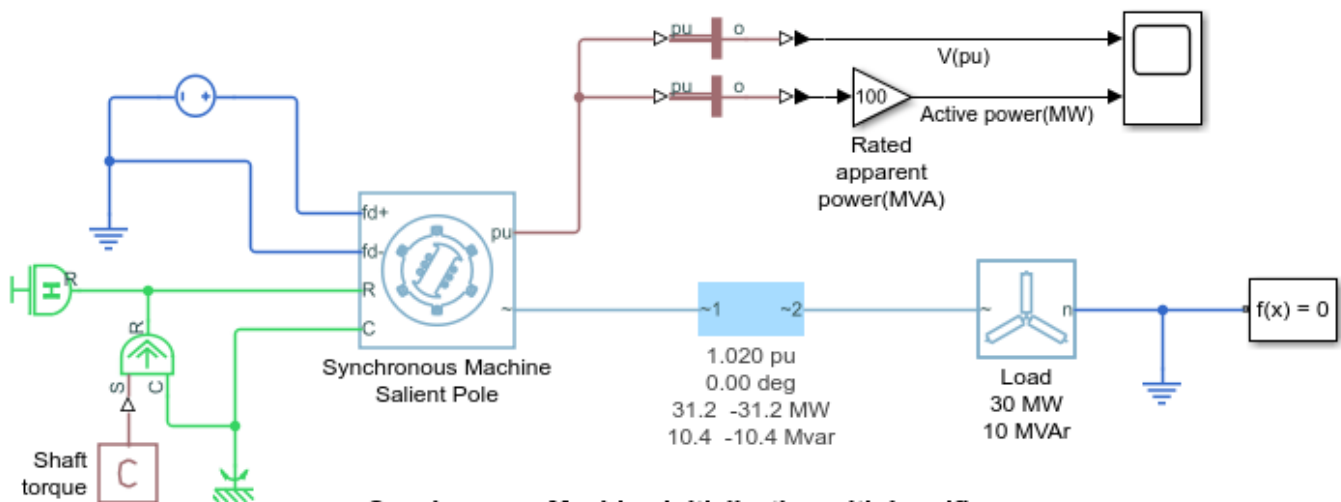 pu
o
V(pu)
pu
o
100
Active power(MW)
Rated
apparent
power(MVA)
- +
fd+
fd-
pu
R
R
~
C
~1
~2
~
n
f(x) = 0
R
S
C
Synchronous Machine
Salient Pole
1.020 pu
0.00 deg
31.2 -31.2 MW
10.4 -10.4 Mvar
Load
30 MW
10 MVAr
Shaft
torque
C